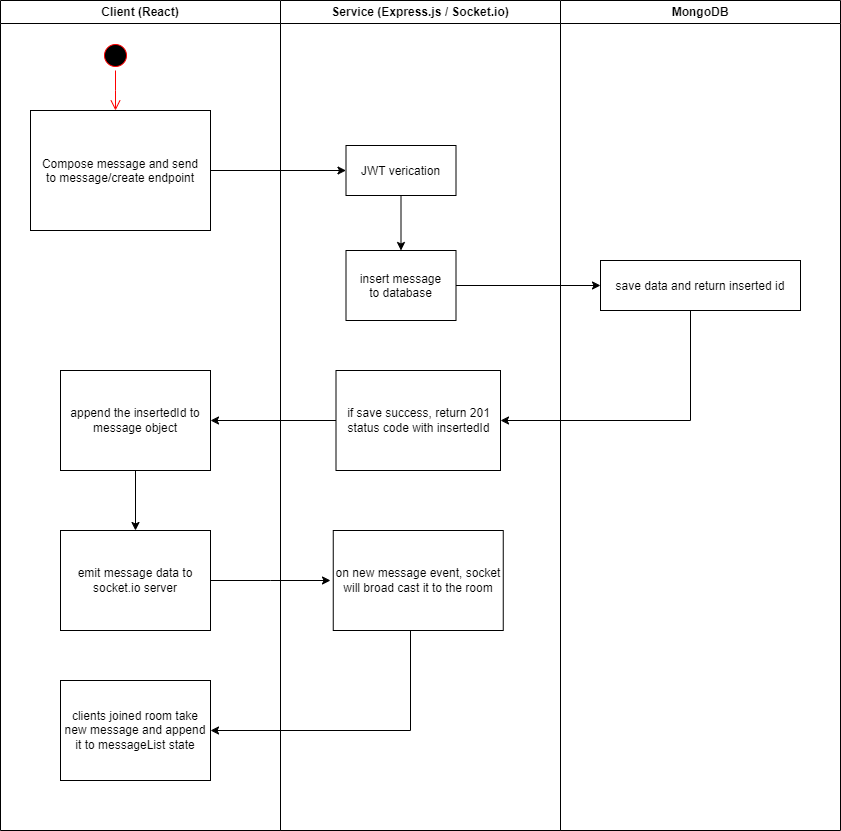 Client (React)
Service (Express.js / Socket.io)
MongoDB
Compose message and send
to message/create endpoint
JWT verication
insert message
to database
save data and return inserted id
if save success, return 201
status code with insertedId
append the insertedId to
message object
emit message data to
socket.io server
on new message event, socket
will broad cast it to the room
clients joined room take
new message and append
it to messageList state